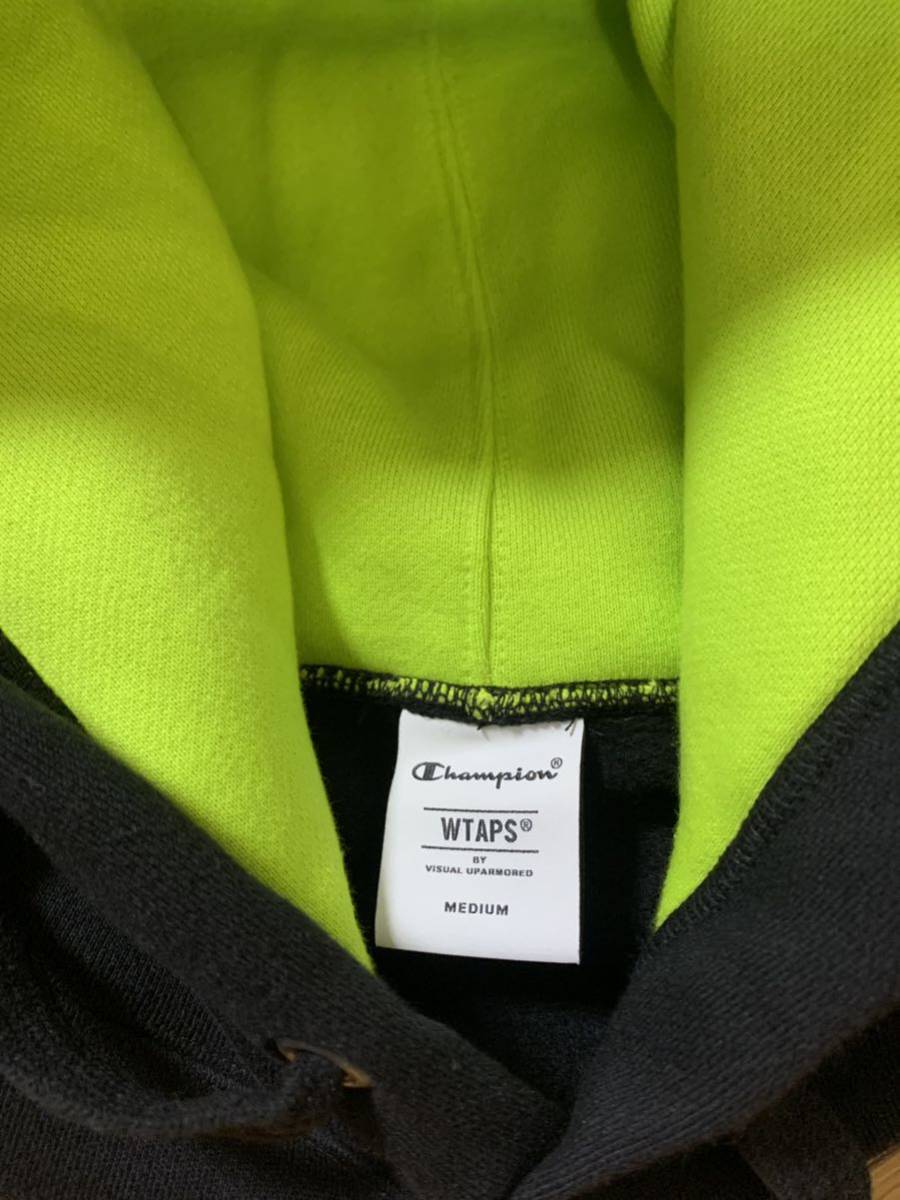 Champion®
WTAPS®
BY
VISUAL UPARMORED
MEDIUM